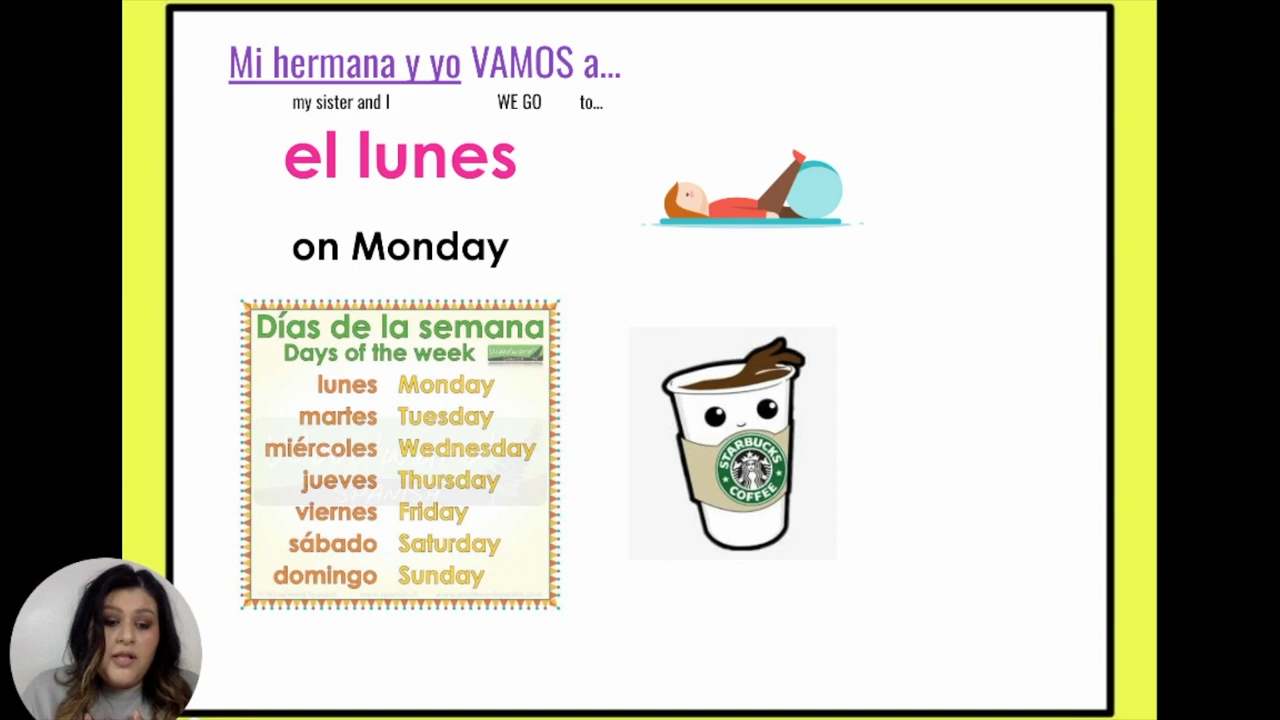 Mi hermana y yo VAMOS a...
my sister and I WE GO to...
el lunes
on Monday
Días de la semana
Days of the week
lunes Monday
martes Tuesday
miércoles Wednesday
jueves Thursday
viernes Friday
sábado Saturday
domingo Sunday
STARBUCKS
COFFEE